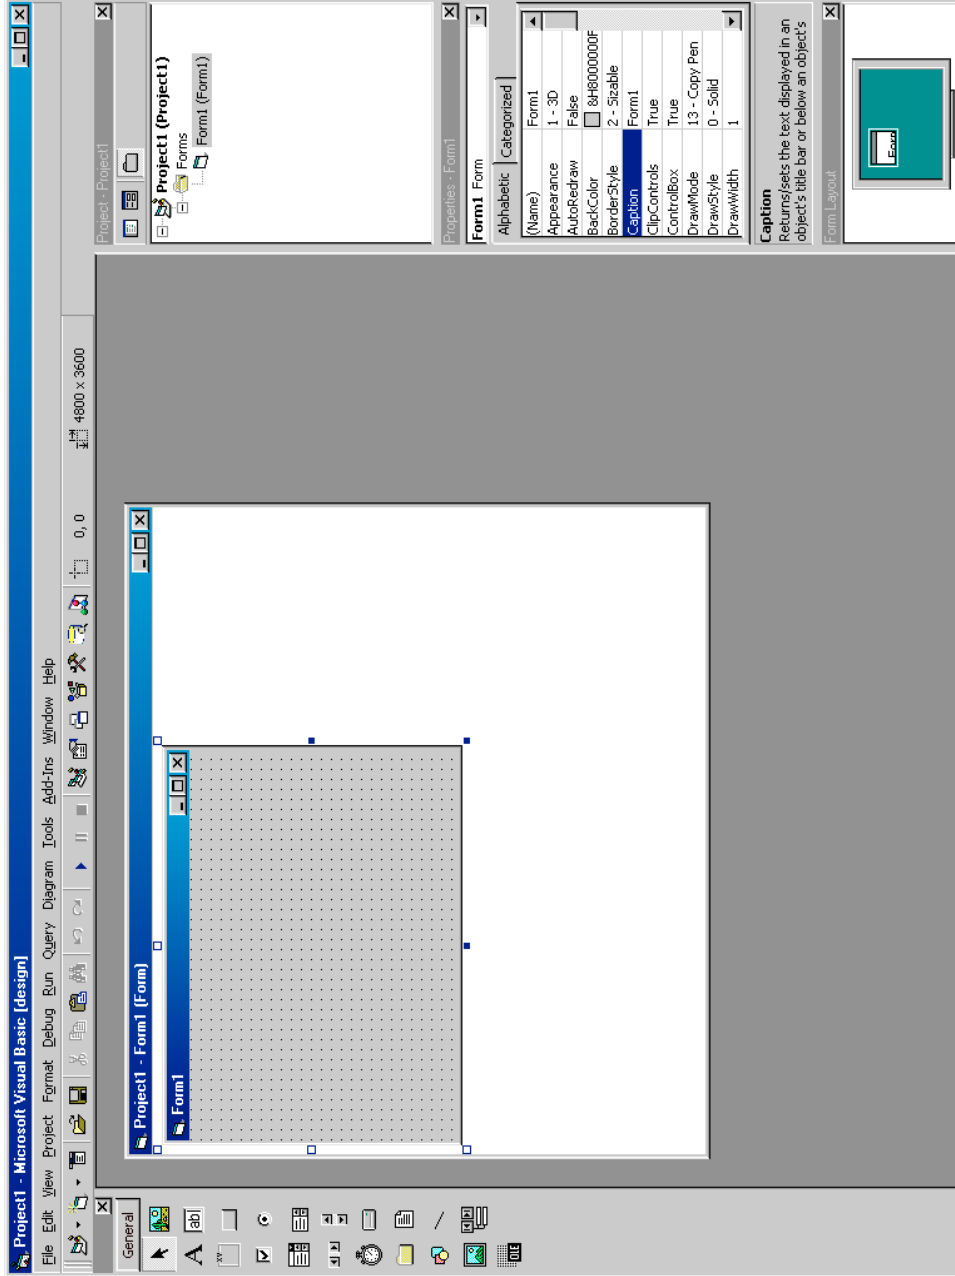 Project1 - Microsoft Visual Basic [design]
File Edit View Project Format Debug Run Query Diagram Tools Add-Ins Window Help
0, 0 4800 x 3600
General
A abl
xy
OLE
Project1 - Form1 (Form)
Form1
Project - Project1
Project1 (Project1)
Forms
Form1 (Form1)
Properties - Form1
Form1 Form
Alphabetic Categorized
(Name) Form1
Appearance 1 - 3D
AutoRedraw False
BackColor &H8000000F
BorderStyle 2 - Sizable
Caption Form1
ClipControls True
ControlBox True
DrawMode 13 - Copy Pen
DrawStyle 0 - Solid
DrawWidth 1
Caption
Returns/sets the text displayed in an
object's title bar or below an object's
Form Layout